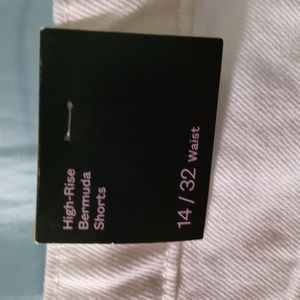 High-Rise
Bermuda
Shorts
14 / 32 Waist